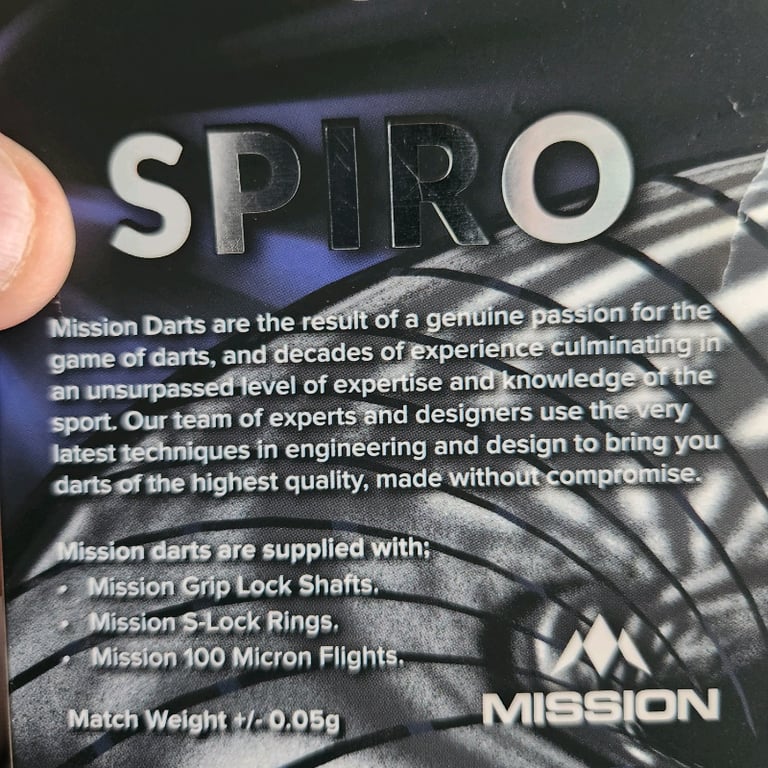 SPIRO
Mission Darts are the result of a genuine passion for the
game of darts, and decades of experience culminating in
an unsurpassed level of expertise and knowledge of the
sport. Our team of experts and designers use the very
latest techniques in engineering and design to bring you
darts of the highest quality, made without compromise.
Mission darts are supplied with;
• Mission Grip Lock Shafts.
• Mission S-Lock Rings.
• Mission 100 Micron Flights.
Match Weight +/- 0.05g
MISSION